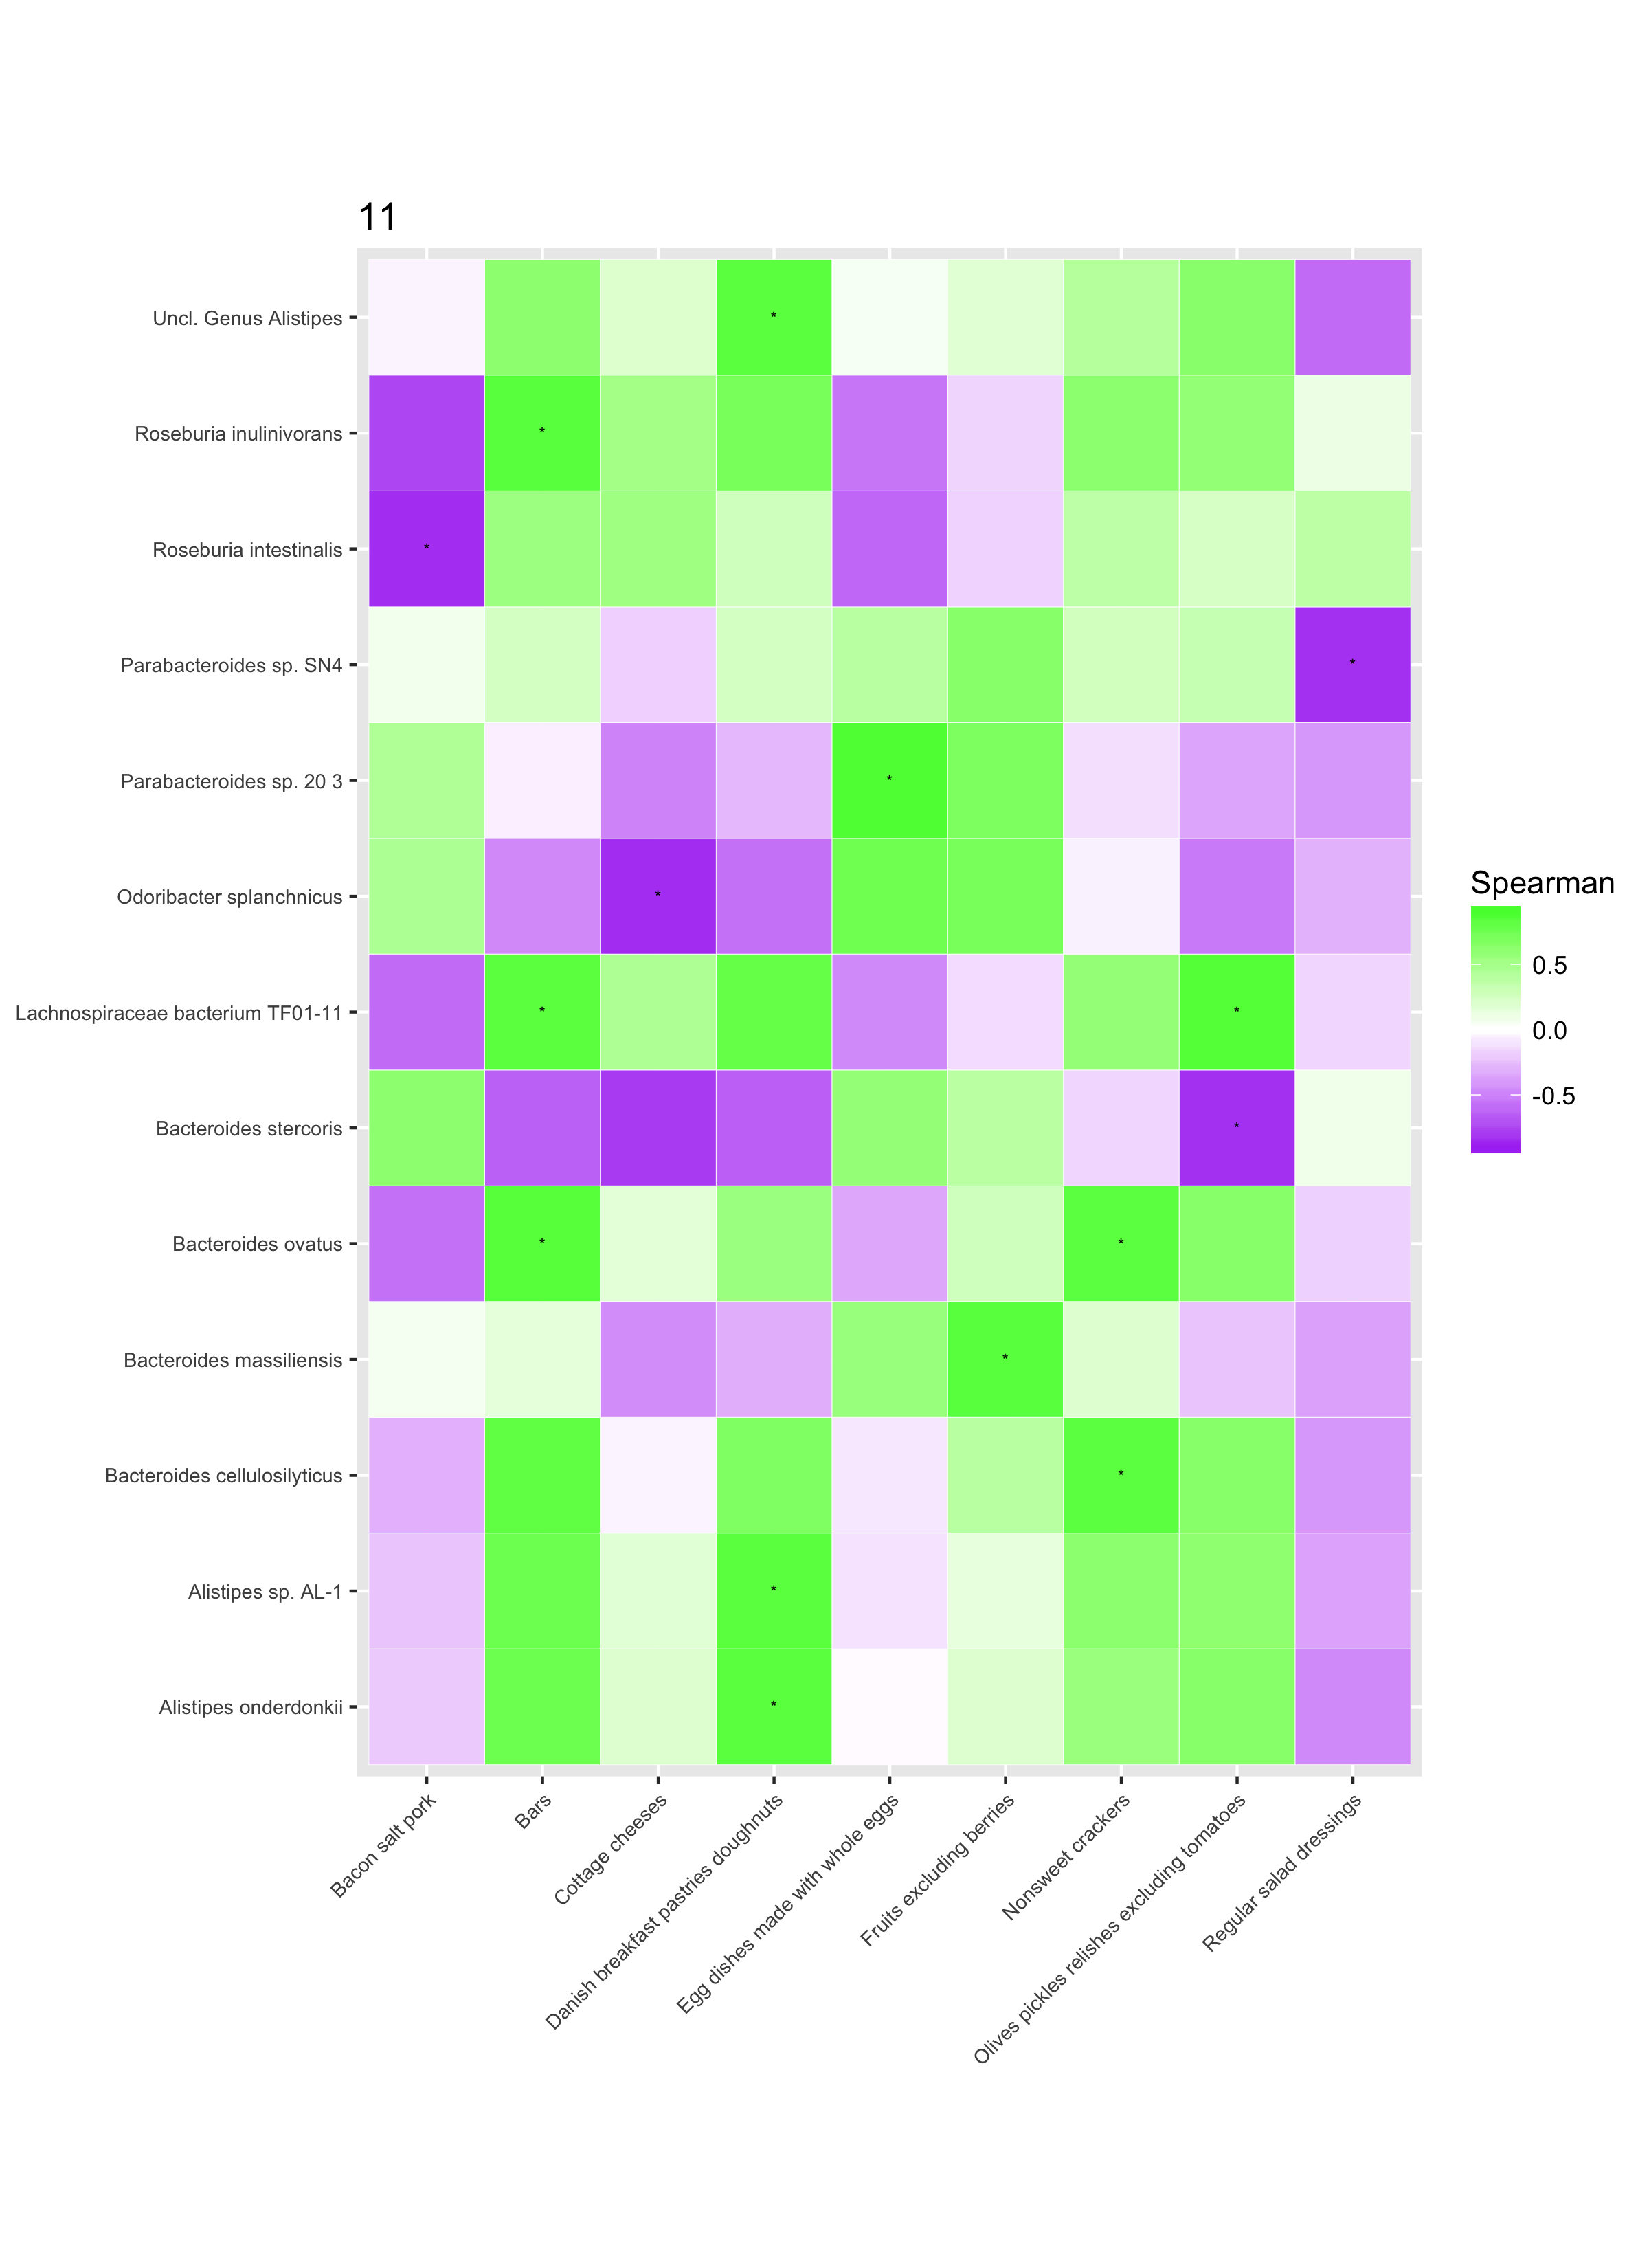 11
Uncl. Genus Alistipes
*
Roseburia inulinivorans
*
Roseburia intestinalis
*
Parabacteroides sp. SN4
*
Parabacteroides sp. 20 3
*
Odoribacter splanchnicus
*
Lachnospiraceae bacterium TF01-11
* *
Bacteroides stercoris
*
Bacteroides ovatus
* *
Bacteroides massiliensis
*
Bacteroides cellulosilyticus
*
Alistipes sp. AL-1
*
Alistipes onderdonkii
*
Bacon salt pork
Bars
Cottage cheeses
Danish breakfast pastries doughnuts
Egg dishes made with whole eggs
Fruits excluding berries
Nonsweet crackers
Olives pickles relishes excluding tomatoes
Regular salad dressings
Spearman
0.5
0.0
-0.5